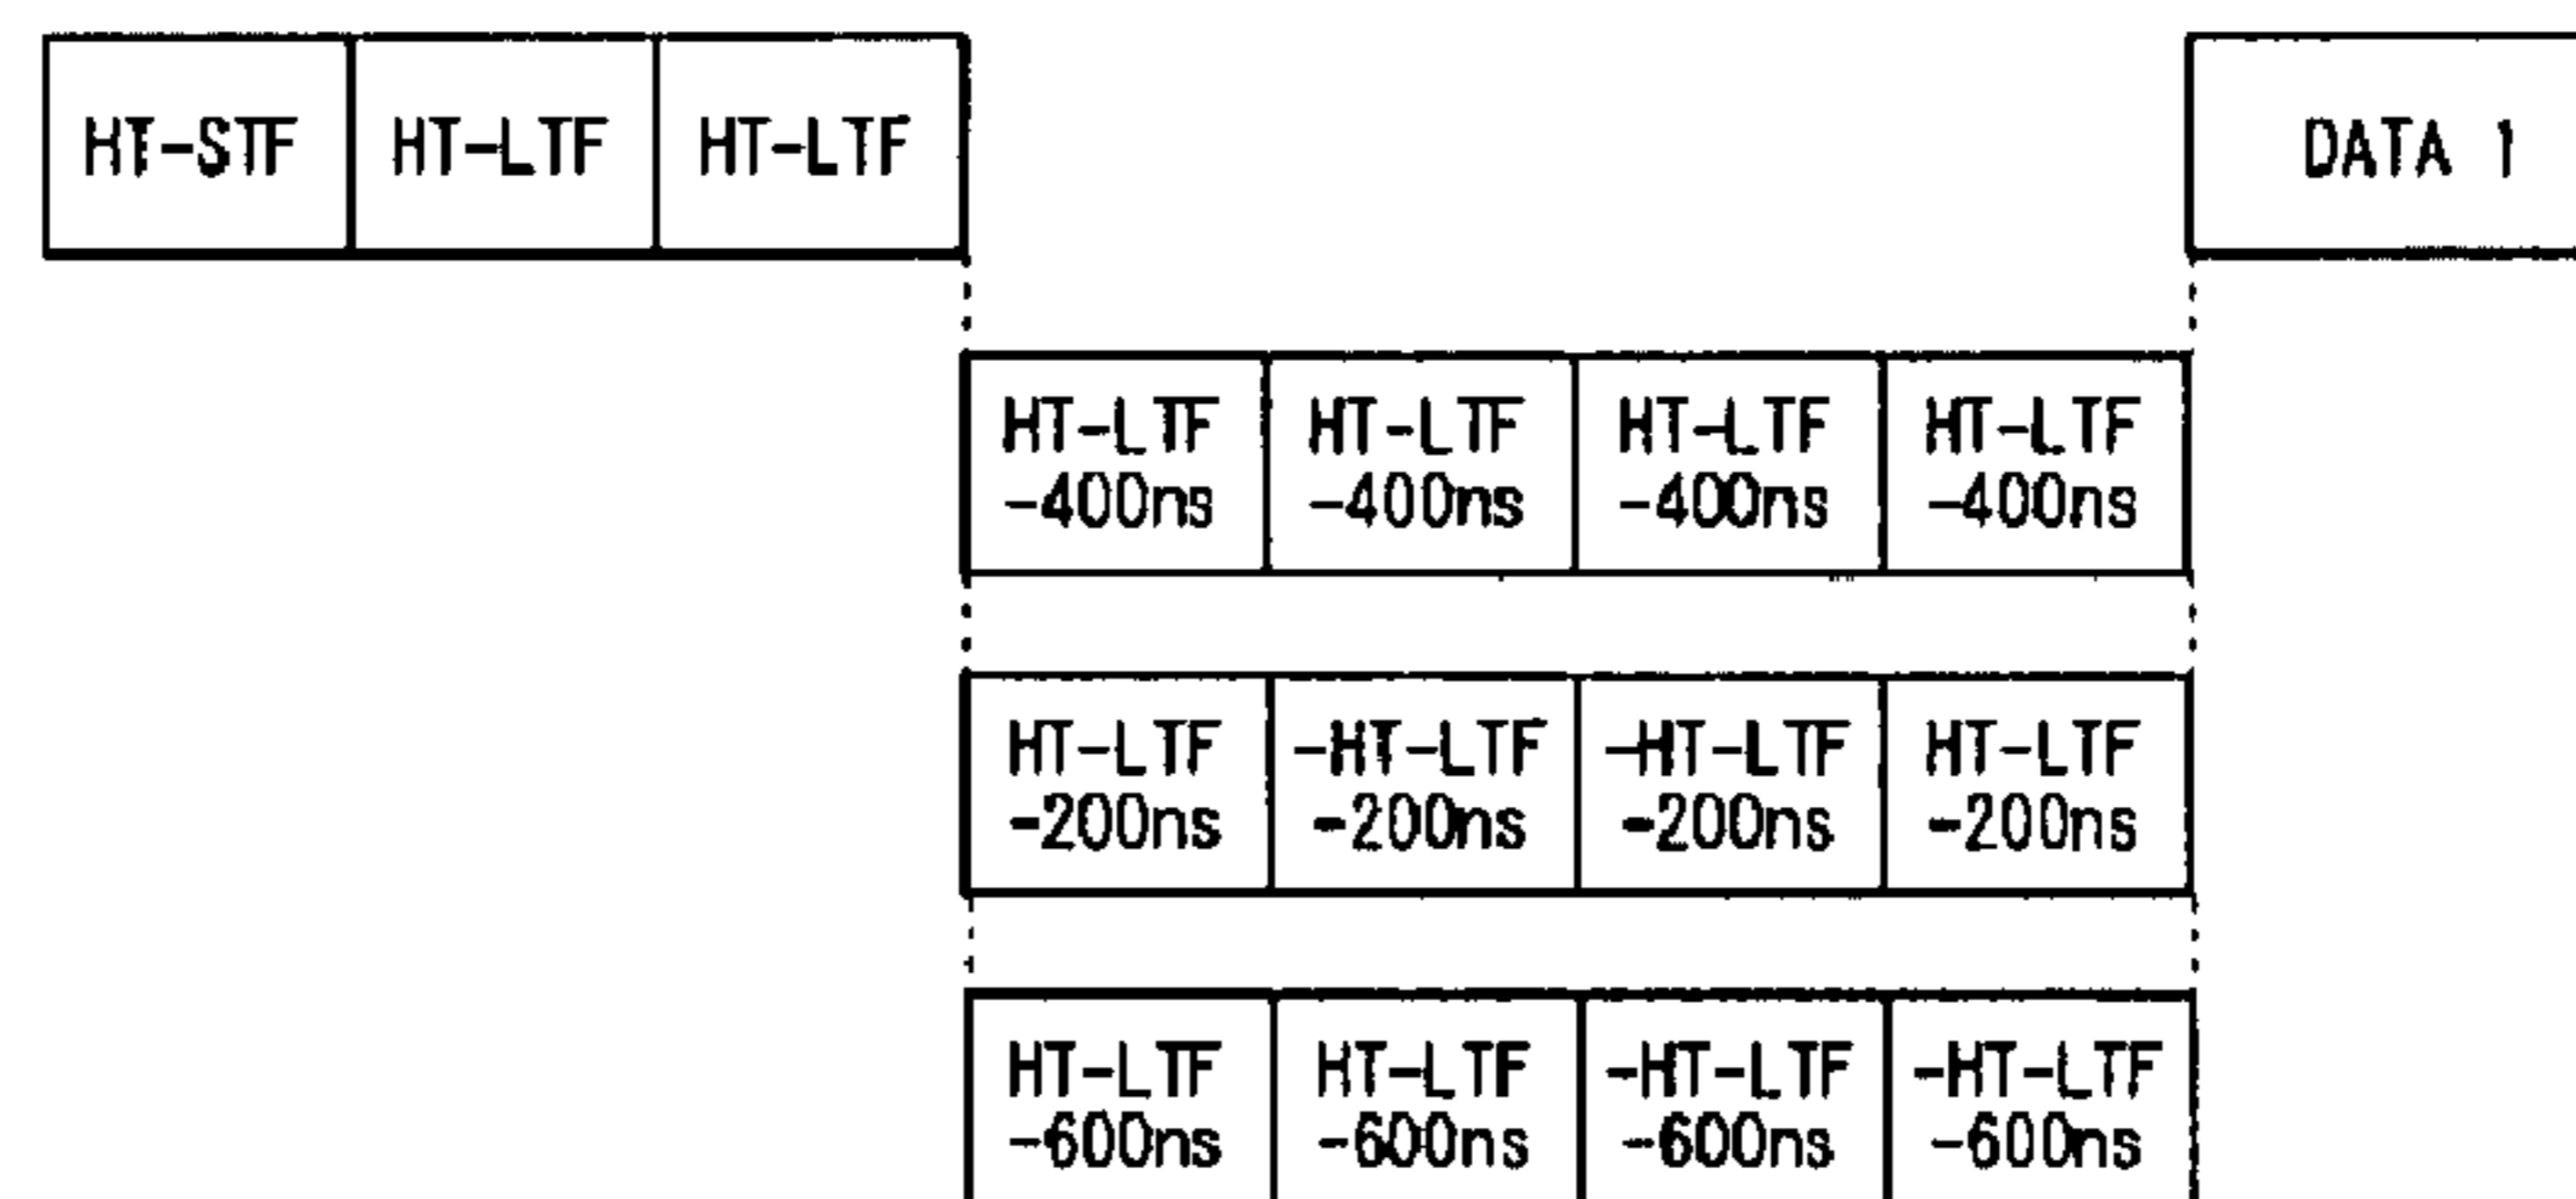 HT-STF HT-LTF HT-LTF DATA 1
HT-LTF HT-LTF HT-LTF HT-LTF
-400ns -400ns -400ns -400ns
HT-LTF -HT-LTF -HT-LTF HT-LTF
-200ns -200ns -200ns -200ns
HT-LTF HT-LTF -HT-LTF -HT-LTF
-600ns -600ns -600ns -600ns